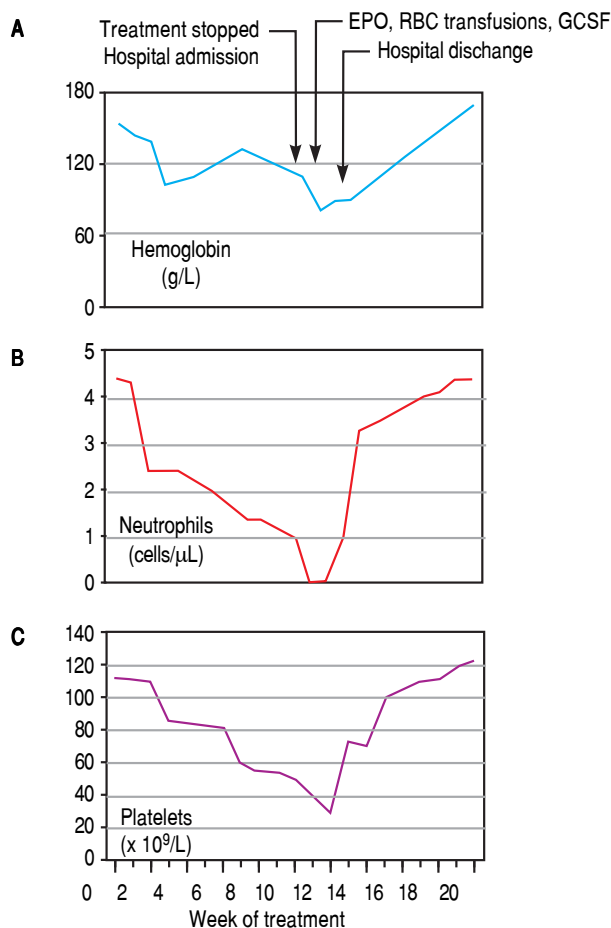 A
Treatment stopped
Hospital admission
EPO, RBC transfusions, GCSF
Hospital dischange
180
120
60
0
Hemoglobin
(g/L)
B
5
4
3
2
1
0
Neutrophils
(cells/μL)
C
140
120
100
80
60
40
20
0
Platelets
(x 10⁹/L)
0 2 4 6 8 10 12 14 16 18 20
Week of treatment